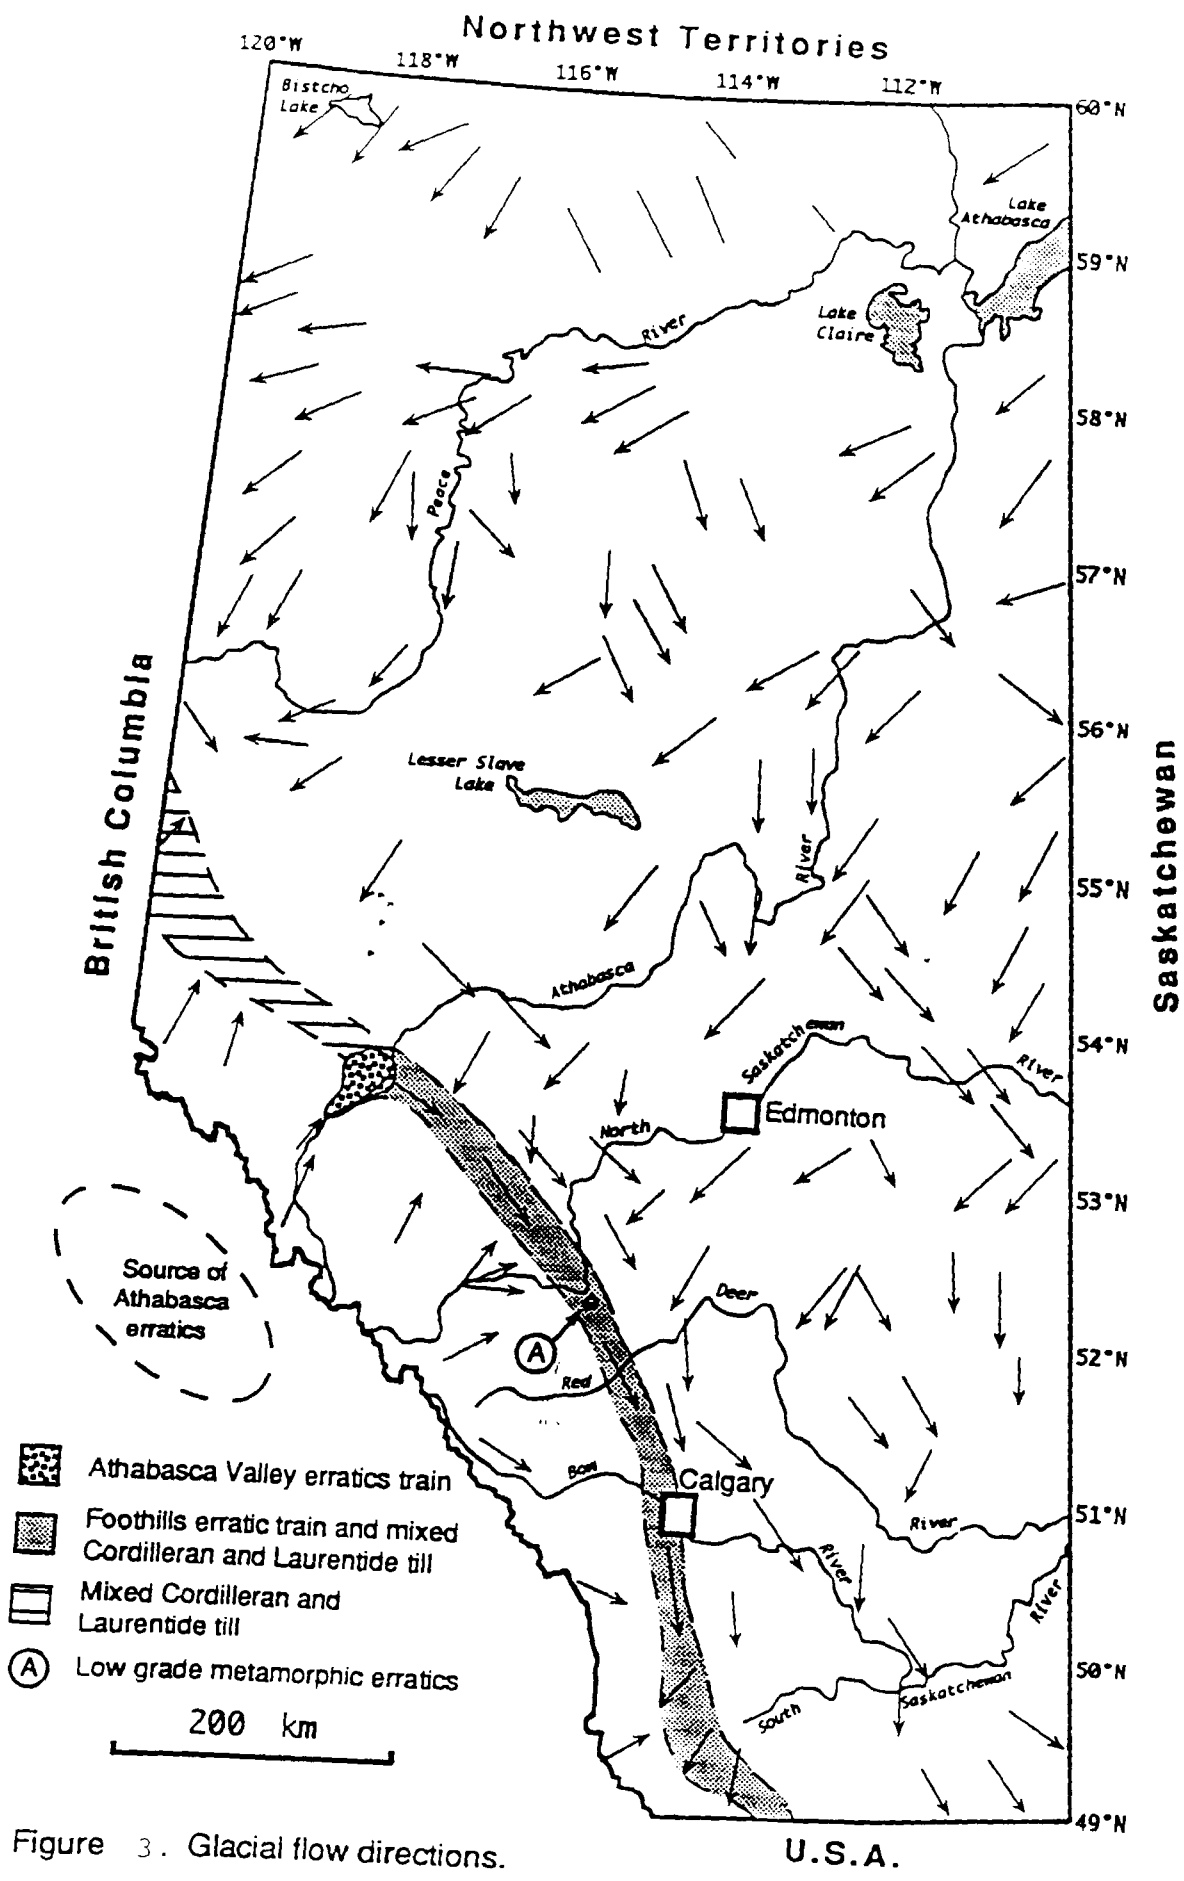 Northwest Territories
120°W
118°W
116°W
114°W
112°W
60°N
Bistcho
Lake
Lake
Athabasca
59°N
Lake
Claire
River
58°N
Peace
57°N
British Columbia
56°N
Saskatchewan
Lesser Slave
Lake
River
55°N
Athabasca
54°N
Saskatchewan
River
Edmonton
North
53°N
Source of
Athabasca
erratics
Deer
52°N
A
Red
Bow
Calgary
51°N
River
River
River
50°N
South
Saskatchewan
49°N
Athabasca Valley erratics train
Foothills erratic train and mixed
Cordilleran and Laurentide till
Mixed Cordilleran and
Laurentide till
A Low grade metamorphic erratics
200 km
U.S.A.
Figure 3. Glacial flow directions.